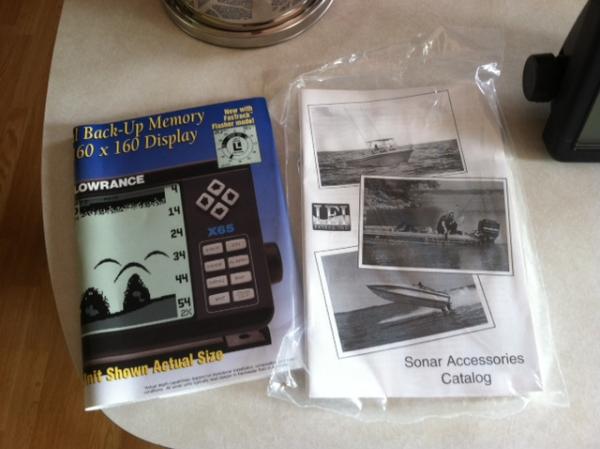 l Back-Up Memory
60 x 160 Display
New with
FasTrack
Flasher mode!
LOWRANCE
4
14
24
34
44
54
2X
X65
Unit Shown Actual Size
LEI
Sonar Accessories
Catalog